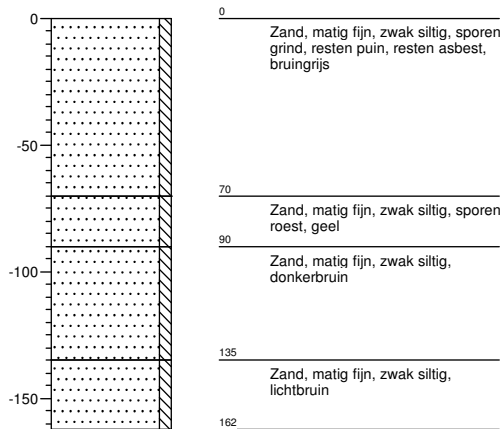 0
0
Zand, matig fijn, zwak siltig, sporen
grind, resten puin, resten asbest,
bruingrijs
-50
70
Zand, matig fijn, zwak siltig, sporen
roest, geel
90
Zand, matig fijn, zwak siltig,
donkerbruin
-100
135
Zand, matig fijn, zwak siltig,
lichtbruin
-150
162